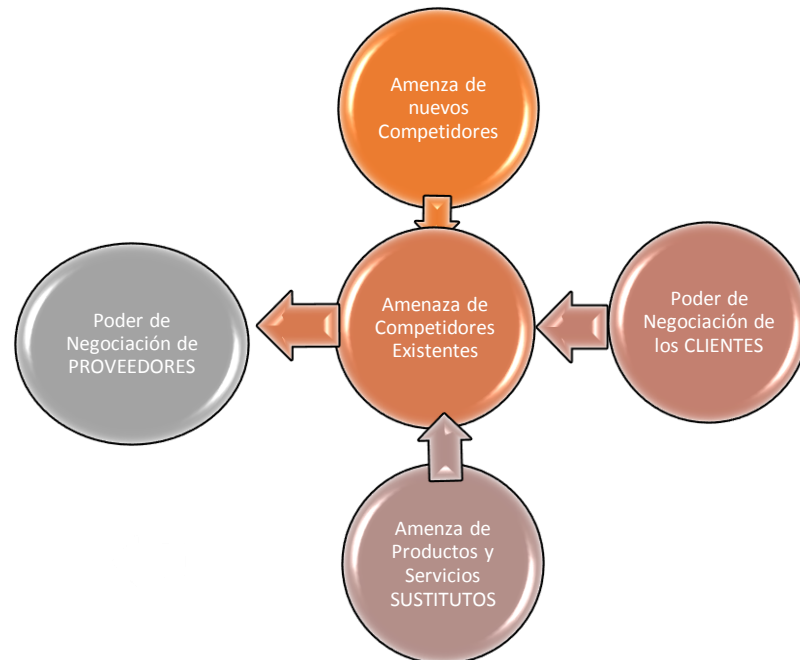 Amenza de
nuevos
Competidores
Poder de
Negociación de
PROVEEDORES
Amenaza de
Competidores
Existentes
Poder de
Negociación de
los CLIENTES
Amenza de
Productos y
Servicios
SUSTITUTOS